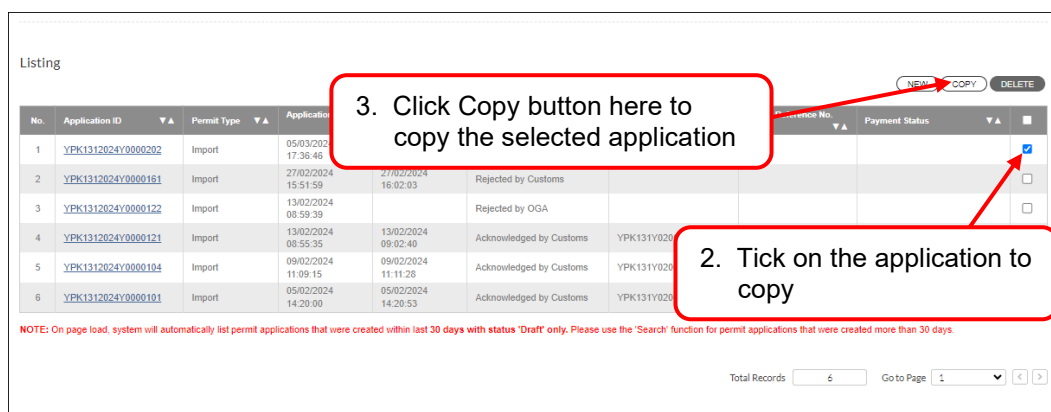 Listing
NEW COPY DELETE
3. Click Copy button here to
copy the selected application
No. Application ID ▼▲ Permit Type ▼▲ Application Reference No. ▼▲ Payment Status ▼▲
1 YPK1312024Y0000202 Import 05/03/2024 17:36:46
2 YPK1312024Y0000161 Import 27/02/2024 15:51:59 27/02/2024 16:02:03 Rejected by Customs
3 YPK1312024Y0000122 Import 13/02/2024 08:59:39 Rejected by OGA
4 YPK1312024Y0000121 Import 13/02/2024 08:55:35 13/02/2024 09:02:40 Acknowledged by Customs YPK131Y020
5 YPK1312024Y0000104 Import 09/02/2024 11:09:15 09/02/2024 11:11:28 Acknowledged by Customs YPK131Y020
6 YPK1312024Y0000101 Import 05/02/2024 14:20:00 05/02/2024 14:20:53 Acknowledged by Customs YPK131Y020
2. Tick on the application to
copy
NOTE: On page load, system will automatically list permit applications that were created within last 30 days with status 'Draft' only. Please use the 'Search' function for permit applications that were created more than 30 days.
Total Records 6 Go to Page 1 < >